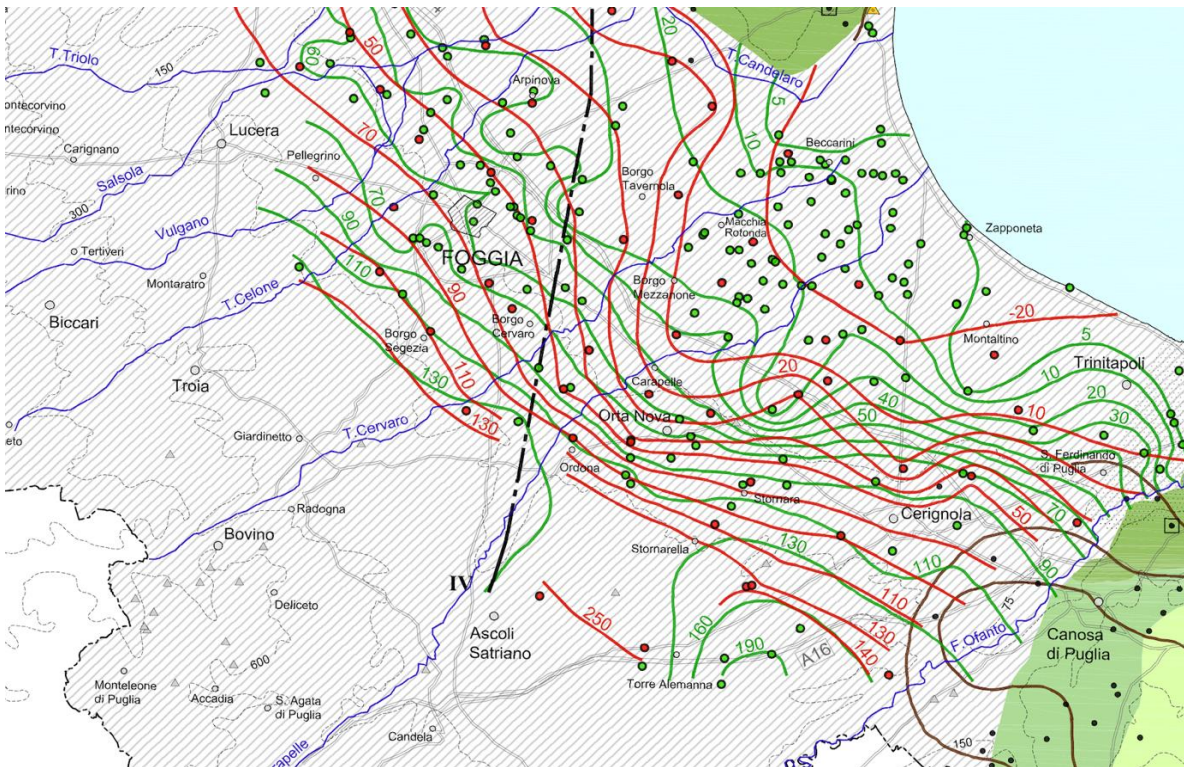 20
T.Triolo
150
60
50
Arpinova
T.Candelaro
5
ontecorvino
Lucera
ntecorvino
70
10
Beccarini
Carignano
Pellegrino
Salsola
Borgo
Tavernola
rino
300
Vulgano
70
90
Macchia
Rotonda
Zapponeta
Tertiveri
FOGGIA
Montaratro
T.Celone
110
90
Borgo
Mezzanone
Biccari
Borgo
Cervaro
-20
Borgo
Segezia
Montaltino
5
Troia
130
110
20
Carapelle
10
Trinitapoli
40
20
T.Cervaro
130
Orta Nova
50
10
30
eto
Giardinetto
Ordona
S. Ferdinando
di Puglia
Stornara
Radogna
50
70
Cerignola
Bovino
Stornarella
130
110
90
IV
Deliceto
110
75
250
160
130
Ascoli
Satriano
190
A16
140
F.Ofanto
Canosa
di Puglia
600
Monteleone
di Puglia
Accadia
S. Agata
di Puglia
Torre Alemanna
Candela
150
rapelle